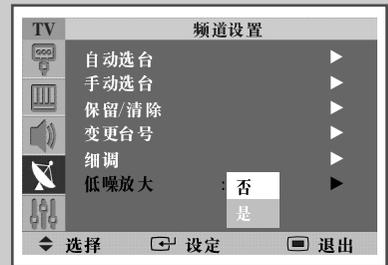 TV 频道设置
自动选台
手动选台
保留/清除
变更台号
细调
低噪放大 : 否
是
选择 设定 退出